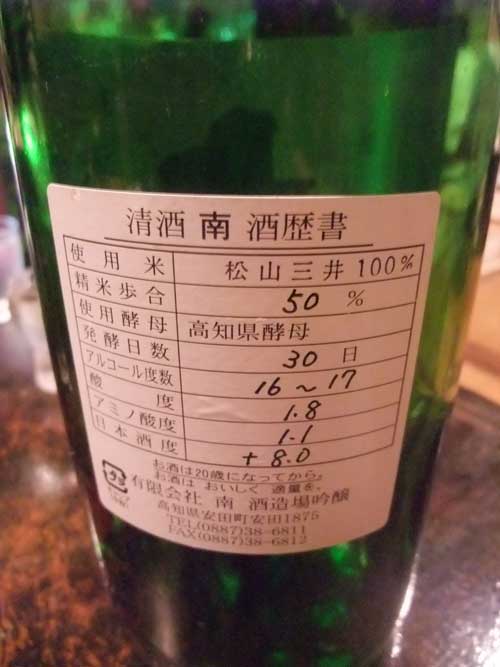 清酒 南 酒歴書
使用米 松山三井100%
精米歩合 50 %
使用酵母 高知県酵母
発酵日数 30 日
アルコール度数 16～17
酸度 1.8
アミノ酸度 1.1
日本酒度 +8.0
お酒は20歳になってから。
お酒は おいしく 適量を。
有限会社 南 酒造場吟醸
高知県安田町安田1875
TEL(0887)38-6811
FAX(0887)38-6812